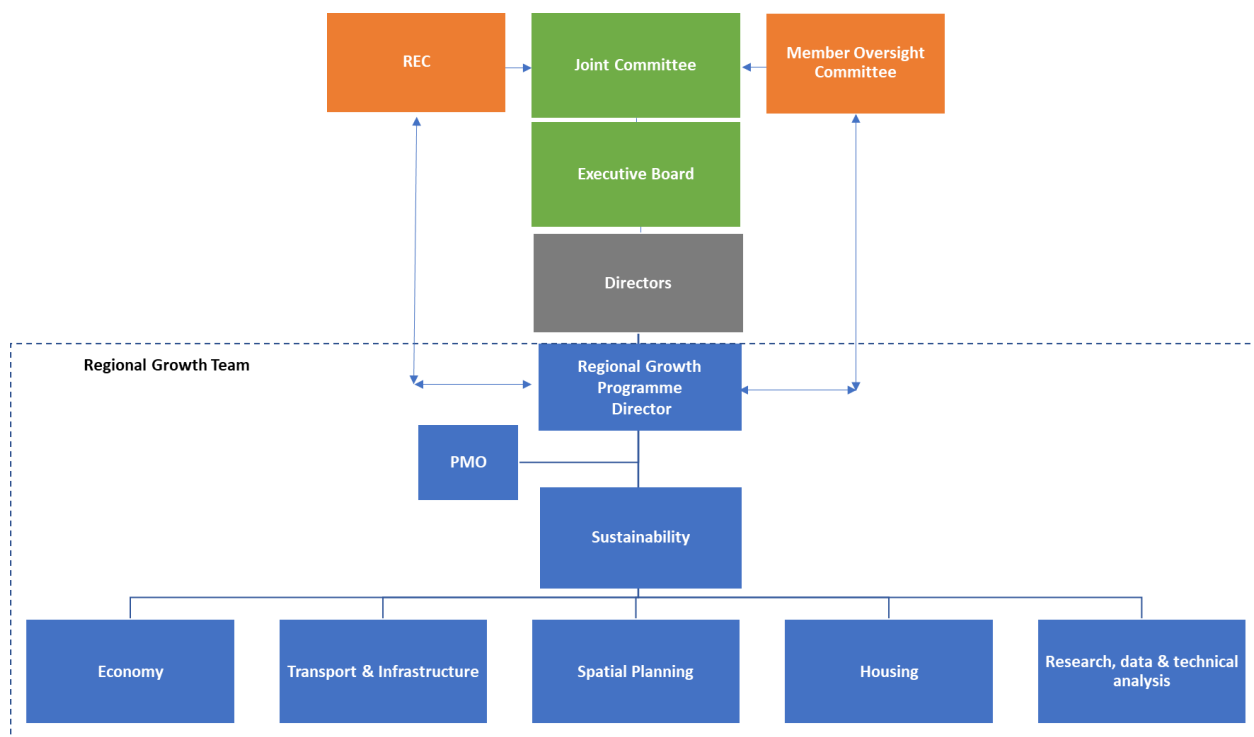 REC
Joint Committee
Member Oversight
Committee
Executive Board
Directors
Regional Growth Team
Regional Growth
Programme
Director
PMO
Sustainability
Economy
Transport & Infrastructure
Spatial Planning
Housing
Research, data & technical
analysis